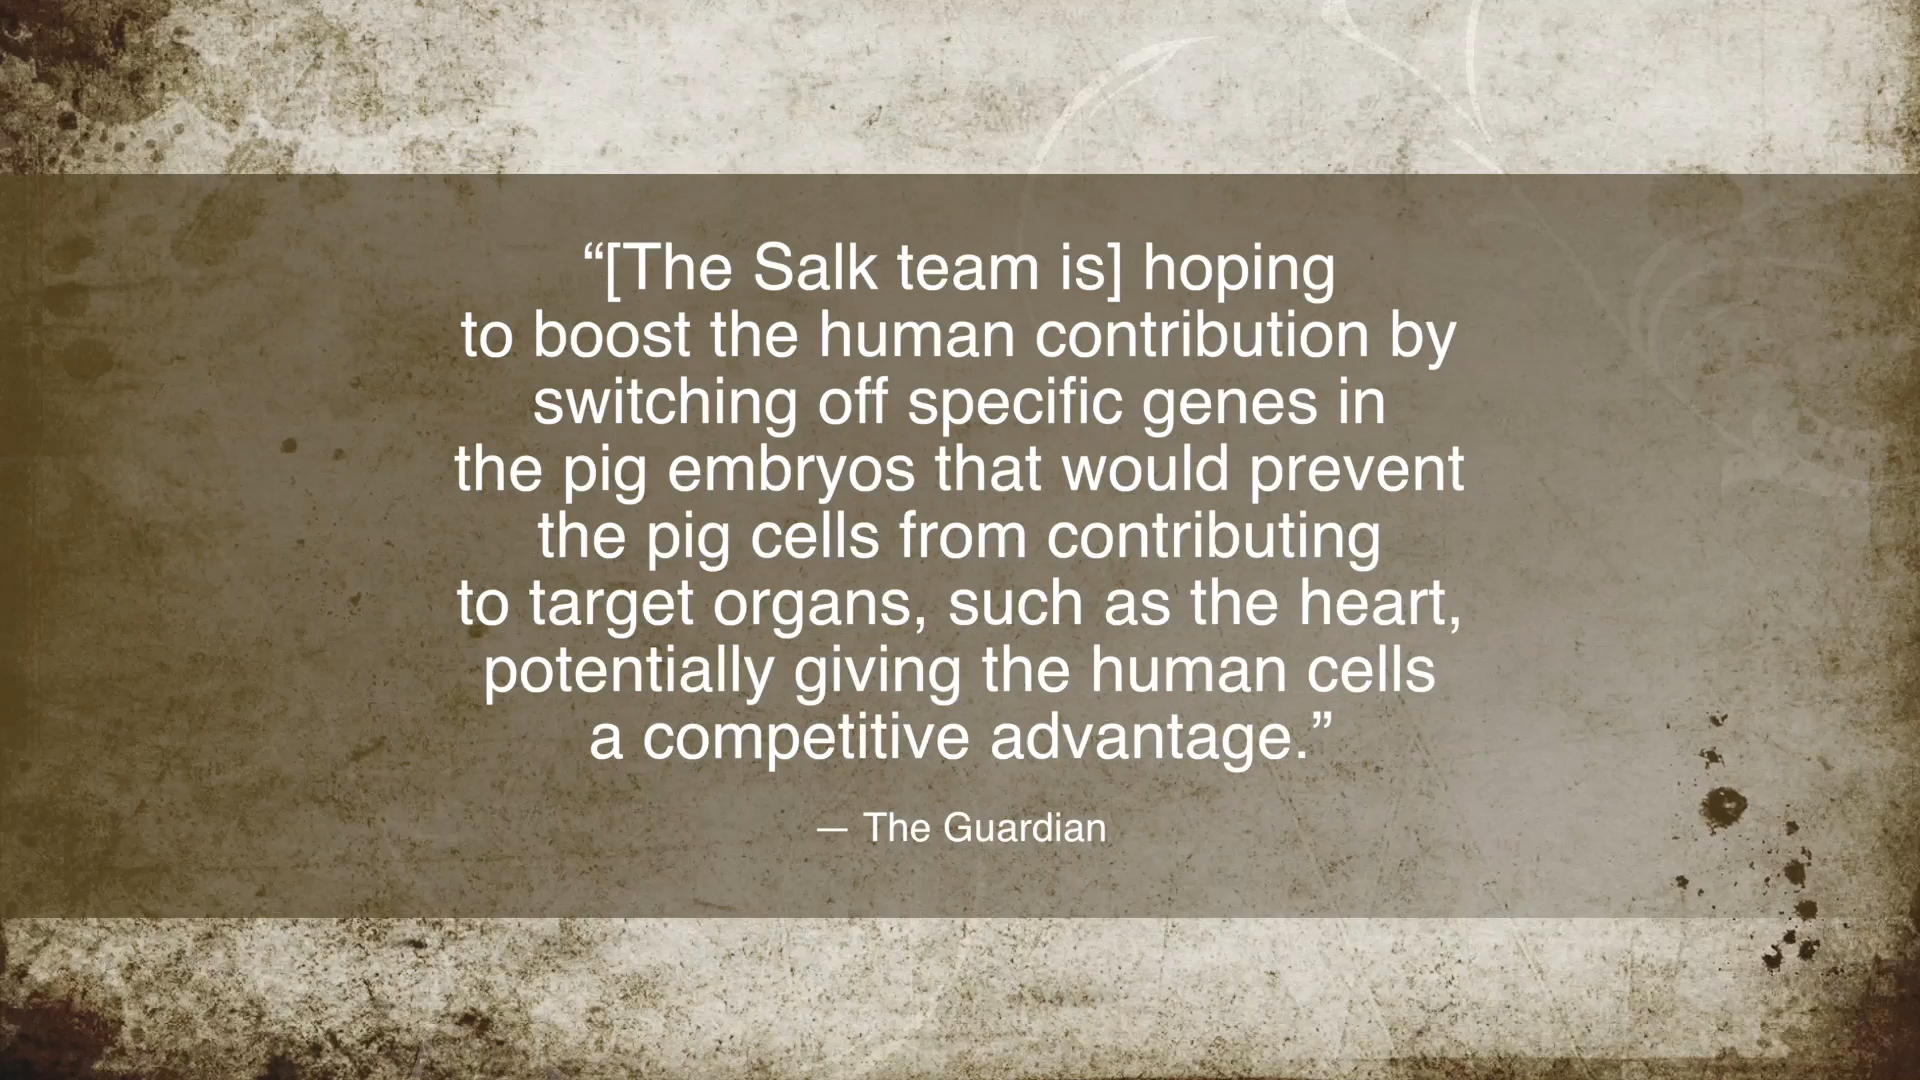 “[The Salk team is] hoping
to boost the human contribution by
switching off specific genes in
the pig embryos that would prevent
the pig cells from contributing
to target organs, such as the heart,
potentially giving the human cells
a competitive advantage.”
— The Guardian